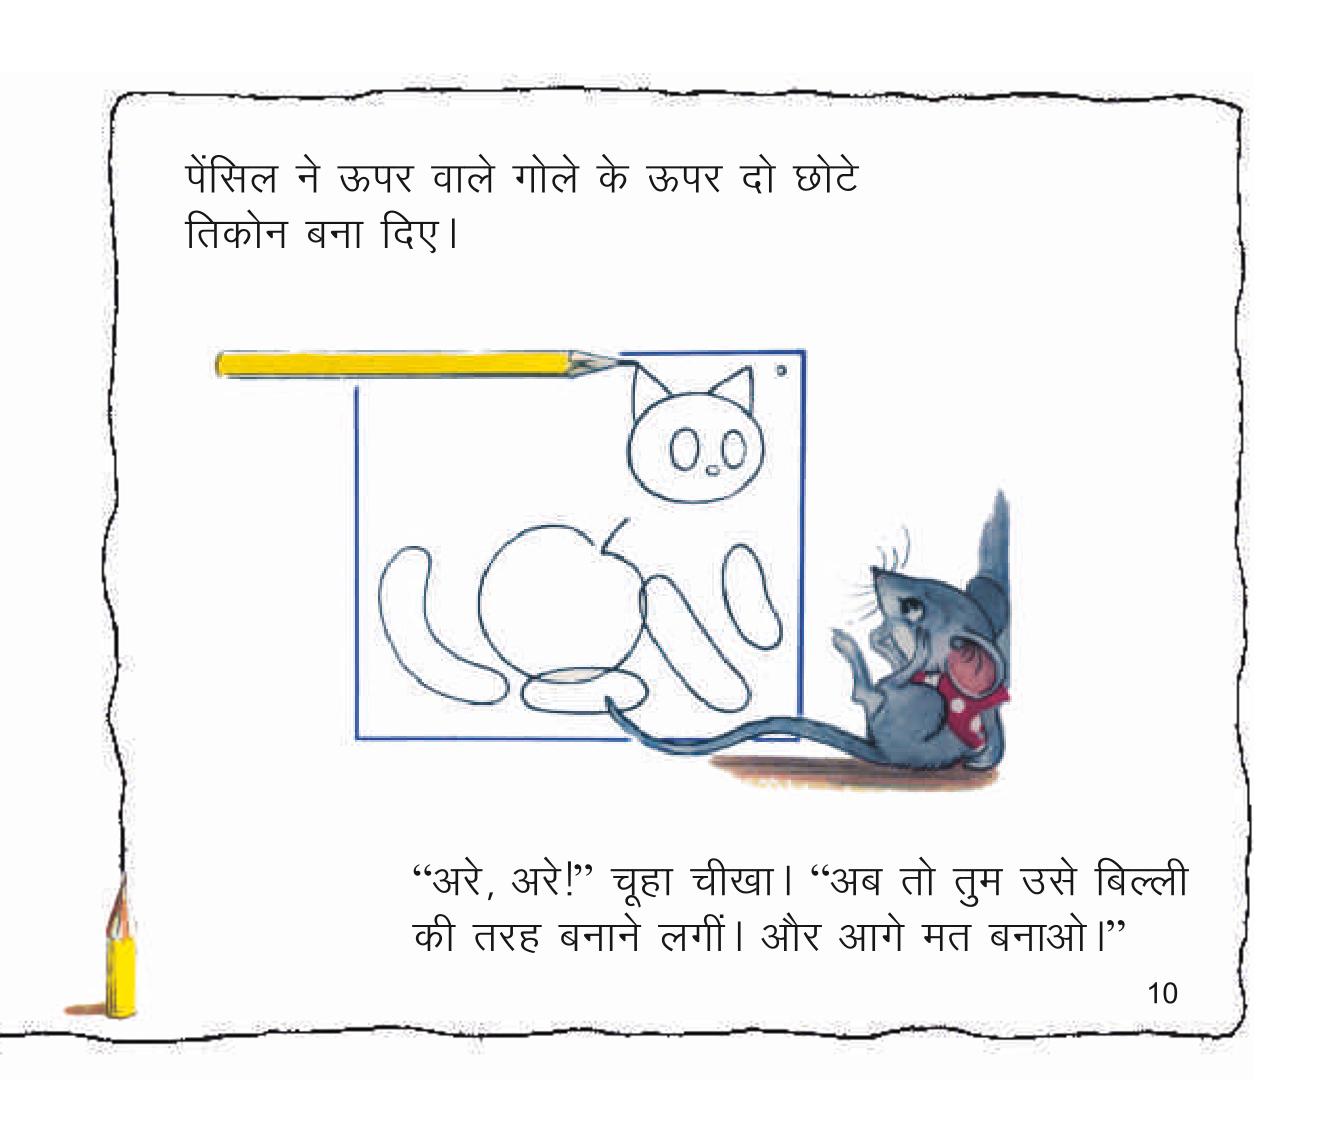 पेंसिल ने ऊपर वाले गोले के ऊपर दो छोटे
तिकोन बना दिए।
“अरे, अरे!” चूहा चीखा। “अब तो तुम उसे बिल्ली
की तरह बनाने लगीं। और आगे मत बनाओ।”
10